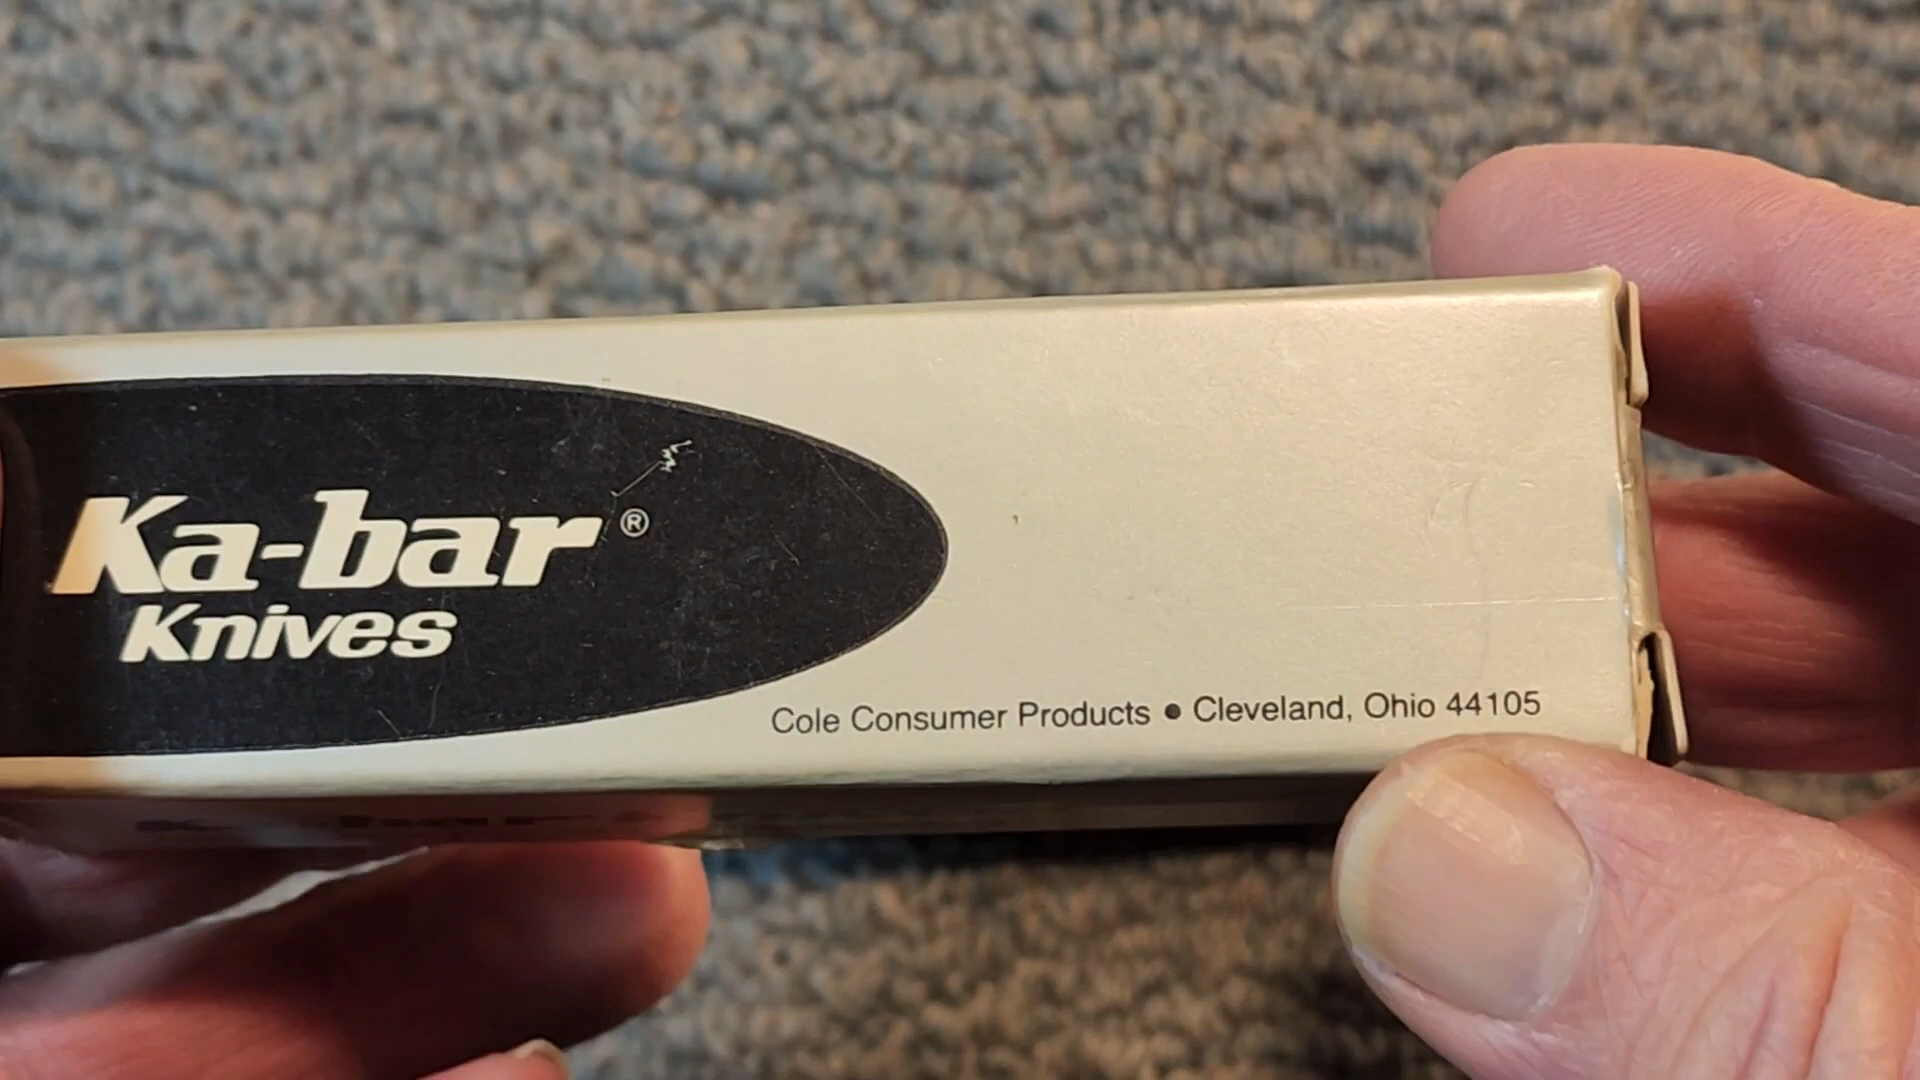 Ka-bar®
Knives
Cole Consumer Products • Cleveland, Ohio 44105